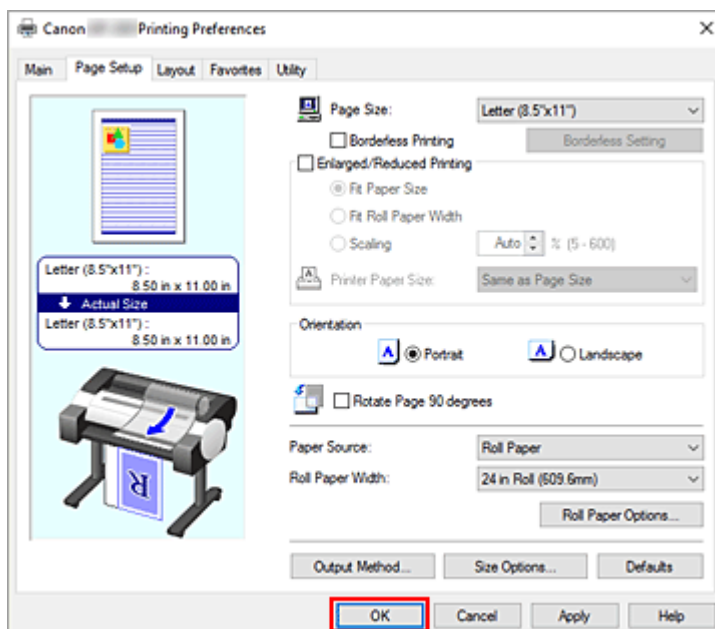 Canon Printing Preferences
Main Page Setup Layout Favorites Utility
Page Size: Letter (8.5"x11")
Borderless Printing Borderless Setting
Enlarged/Reduced Printing
Fit Paper Size
Fit Roll Paper Width
Scaling Auto % (5 - 600)
Printer Paper Size: Same as Page Size
Letter (8.5"x11") :
8.50 in x 11.00 in
Actual Size
Letter (8.5"x11") :
8.50 in x 11.00 in
Orientation
A Portrait A Landscape
Rotate Page 90 degrees
R
Paper Source: Roll Paper
Roll Paper Width: 24 in Roll (609.6mm)
Roll Paper Options...
Output Method... Size Options... Defaults
OK Cancel Apply Help